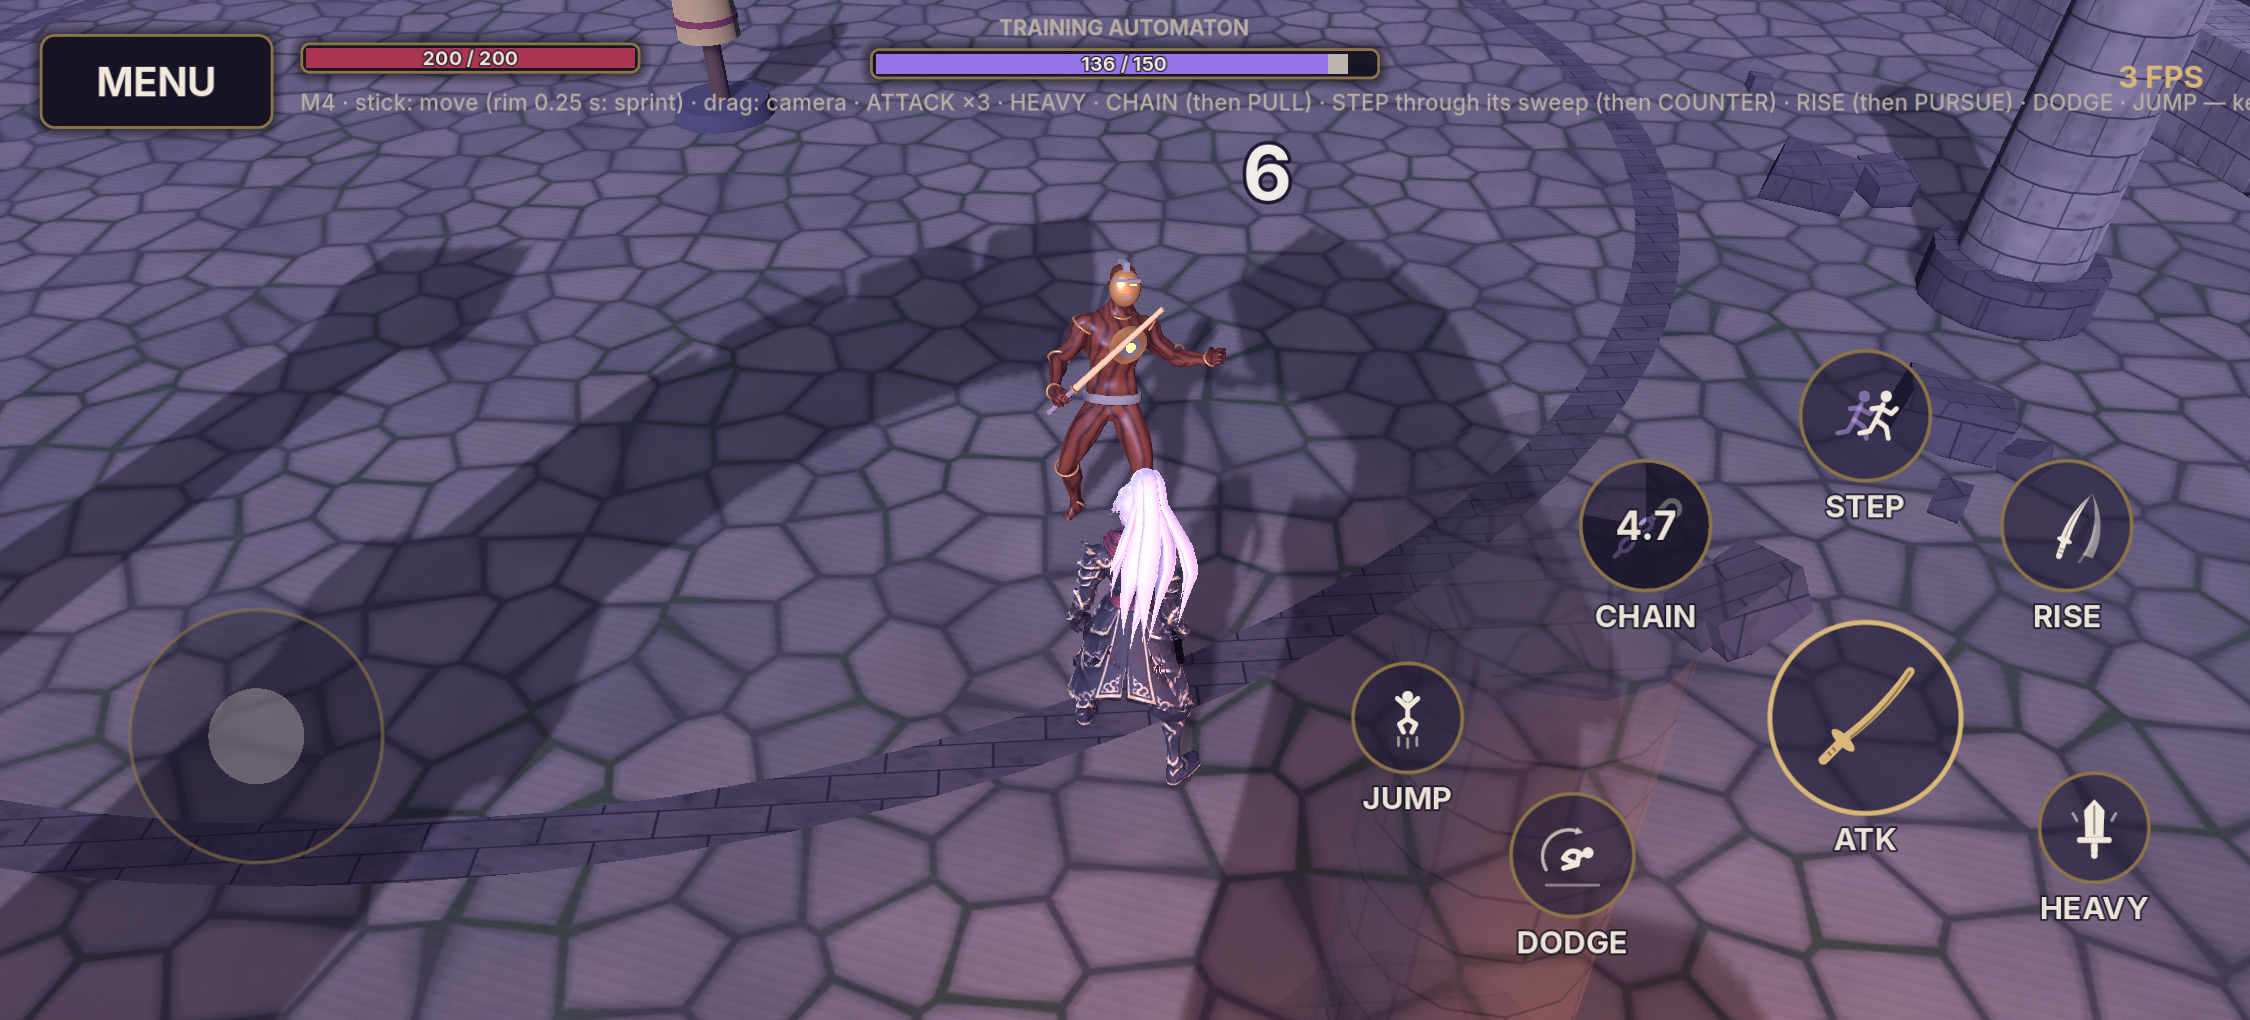 MENU
200 / 200
TRAINING AUTOMATON
136 / 150
3 FPS
M4 · stick: move (rim 0.25 s: sprint) · drag: camera · ATTACK ×3 · HEAVY · CHAIN (then PULL) · STEP through its sweep (then COUNTER) · RISE (then PURSUE) · DODGE · JUMP —
6
STEP
4.7
CHAIN
RISE
JUMP
ATK
HEAVY
DODGE